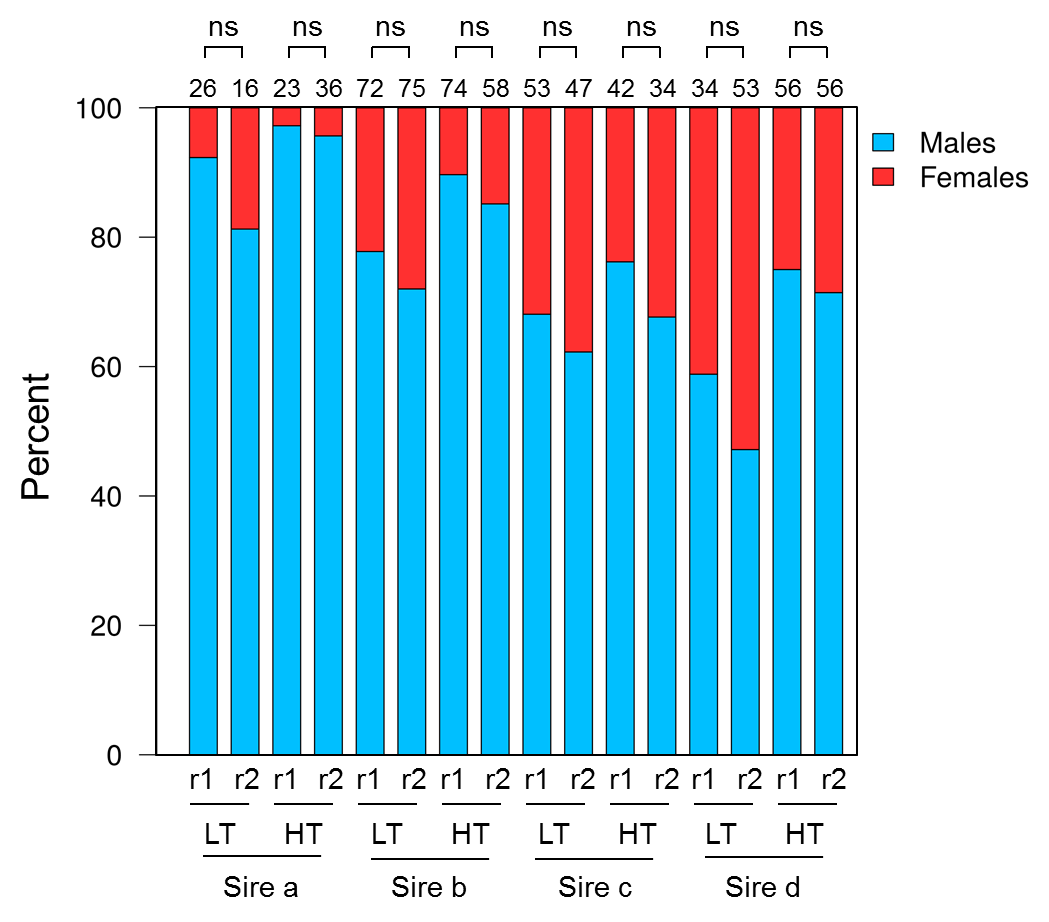 ns ns ns ns ns ns ns ns
26 16 23 36 72 75 74 58 53 47 42 34 34 53 56 56
100
80
60
40
20
0
Percent
Males
Females
r1 r2 r1 r2 r1 r2 r1 r2 r1 r2 r1 r2 r1 r2 r1 r2
LT HT LT HT LT HT LT HT
Sire a Sire b Sire c Sire d